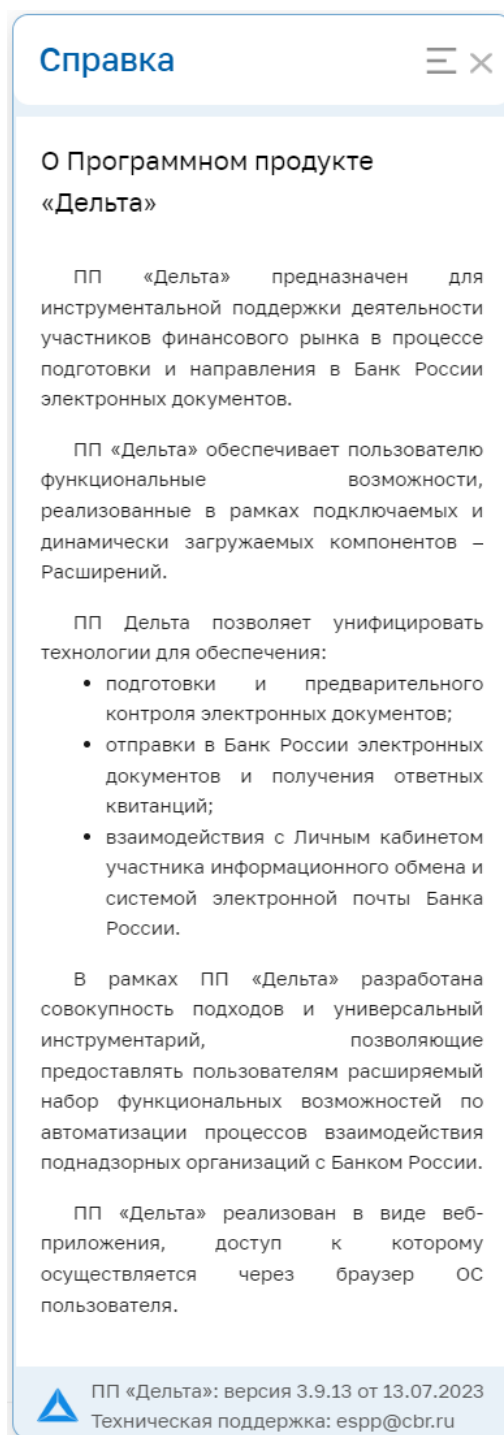 Справка
О Программном продукте
«Дельта»
ПП «Дельта» предназначен для
инструментальной поддержки деятельности
участников финансового рынка в процессе
подготовки и направления в Банк России
электронных документов.
ПП «Дельта» обеспечивает пользователю
функциональные возможности,
реализованные в рамках подключаемых и
динамически загружаемых компонентов –
Расширений.
ПП Дельта позволяет унифицировать
технологии для обеспечения:
• подготовки и предварительного
контроля электронных документов;
• отправки в Банк России электронных
документов и получения ответных
квитанций;
• взаимодействия с Личным кабинетом
участника информационного обмена и
системой электронной почты Банка
России.
В рамках ПП «Дельта» разработана
совокупность подходов и универсальный
инструментарий, позволяющие
предоставлять пользователям расширяемый
набор функциональных возможностей по
автоматизации процессов взаимодействия
поднадзорных организаций с Банком России.
ПП «Дельта» реализован в виде веб-
приложения, доступ к которому
осуществляется через браузер ОС
пользователя.
ПП «Дельта»: версия 3.9.13 от 13.07.2023
Техническая поддержка: espp@cbr.ru